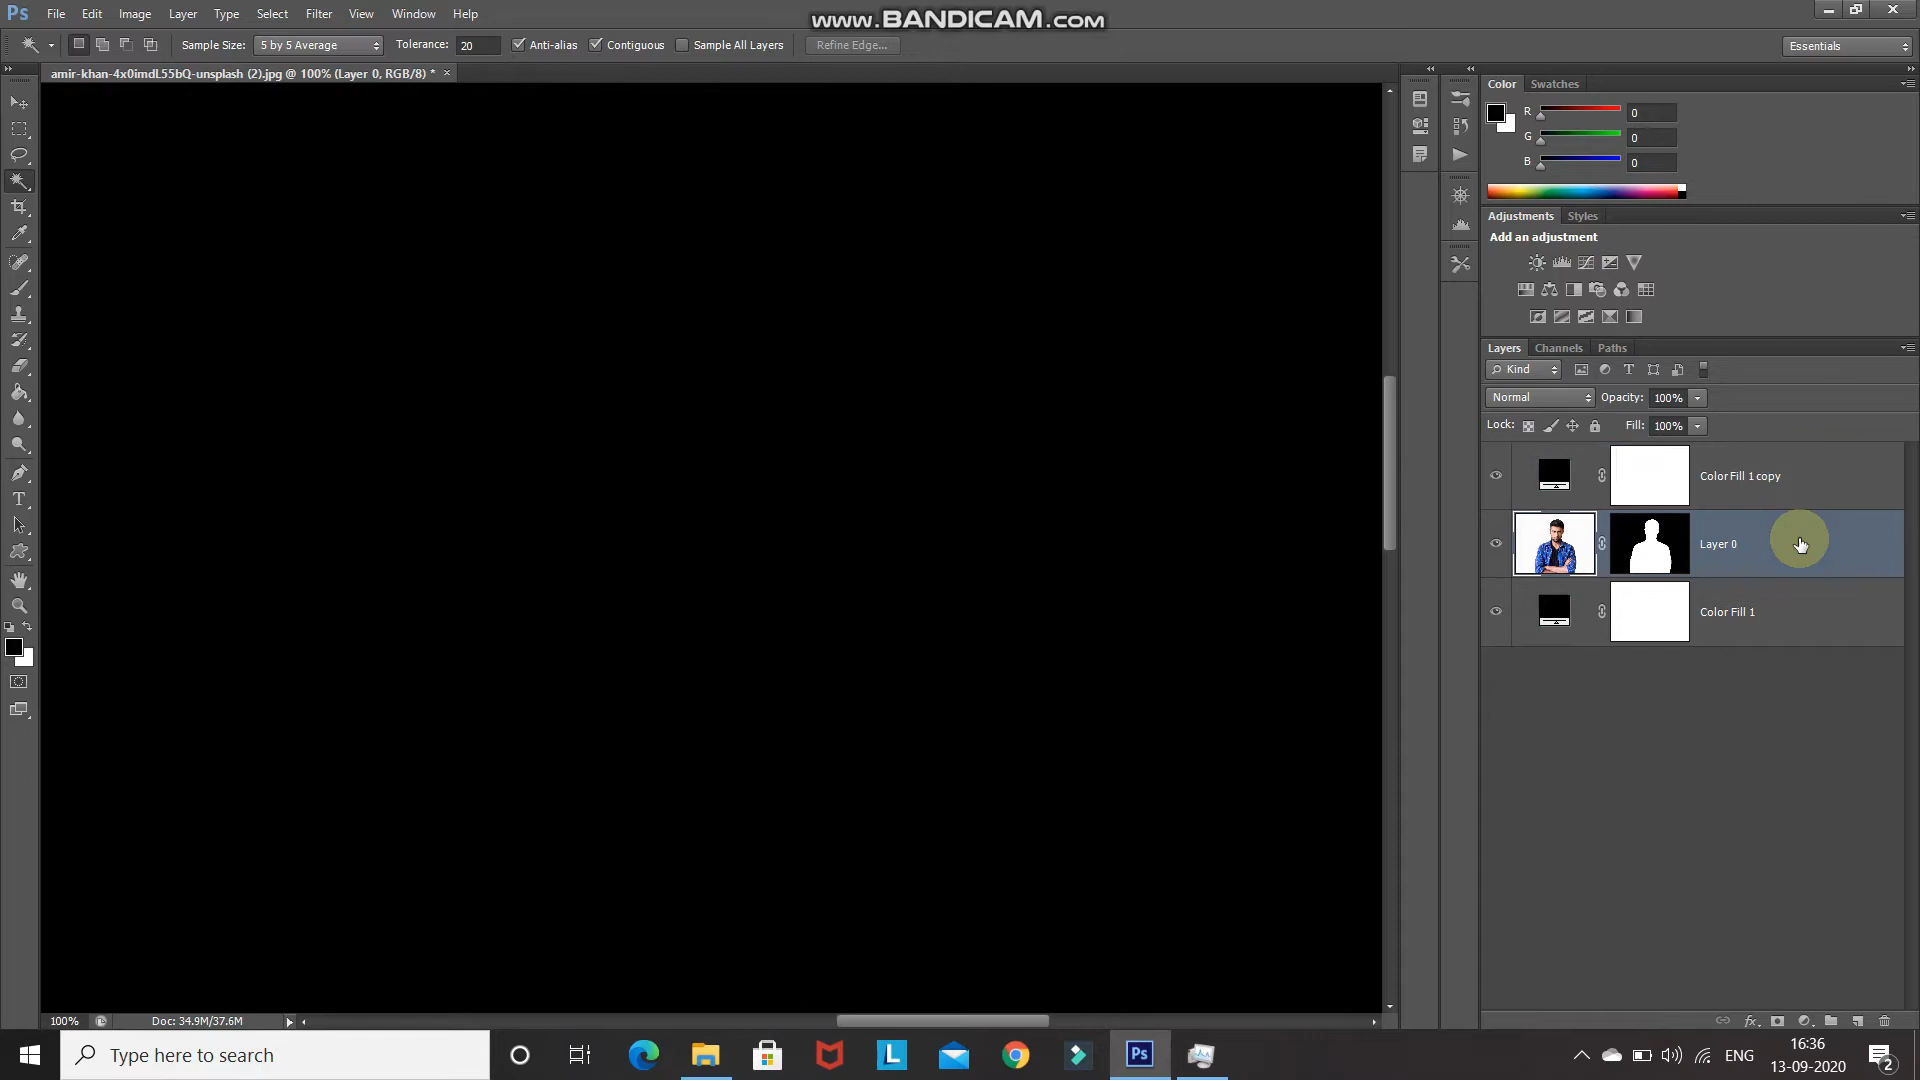 Ps File Edit Image Layer Type Select Filter View Window Help
www.BANDICAM.com
Sample Size: 5 by 5 Average Tolerance: 20 Anti-alias Contiguous Sample All Layers Refine Edge... Essentials
amir-khan-4x0imdL55bQ-unsplash (2).jpg @ 100% (Layer 0, RGB/8) * ×
Color Swatches
R 0
G 0
B 0
Adjustments Styles
Add an adjustment
Layers Channels Paths
Kind
Normal Opacity: 100%
Lock: Fill: 100%
Color Fill 1 copy
Layer 0
Color Fill 1
100% Doc: 34.9M/37.6M
Type here to search
L
Ps
ENG
16:36
13-09-2020
2